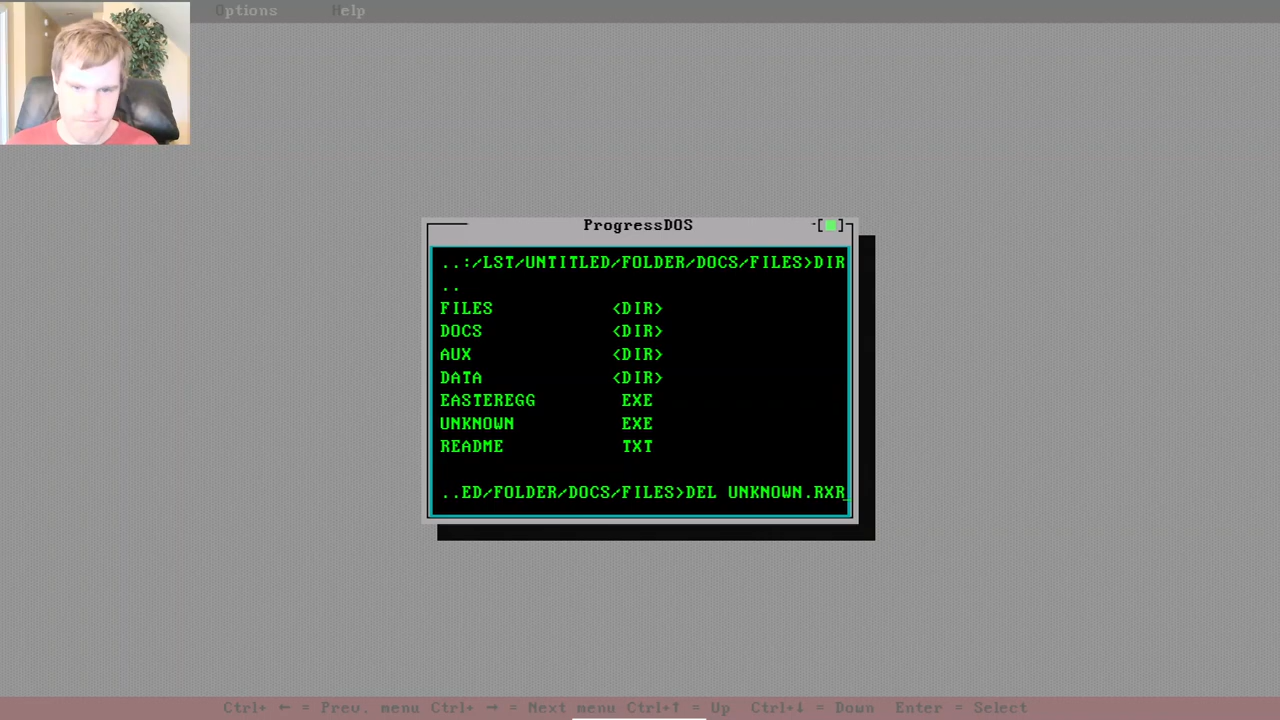 Options Help
ProgressDOS
[■]
..:/LST/UNTITLED/FOLDER/DOCS/FILES>DIR
..
FILES <DIR>
DOCS <DIR>
AUX <DIR>
DATA <DIR>
EASTEREGG EXE
UNKNOWN EXE
README TXT
..ED/FOLDER/DOCS/FILES>DEL UNKNOWN.RXR_
Ctrl+ ← = Prev. menu Ctrl+ → = Next menu Ctrl+↑ = Up Ctrl+↓ = Down Enter = Select